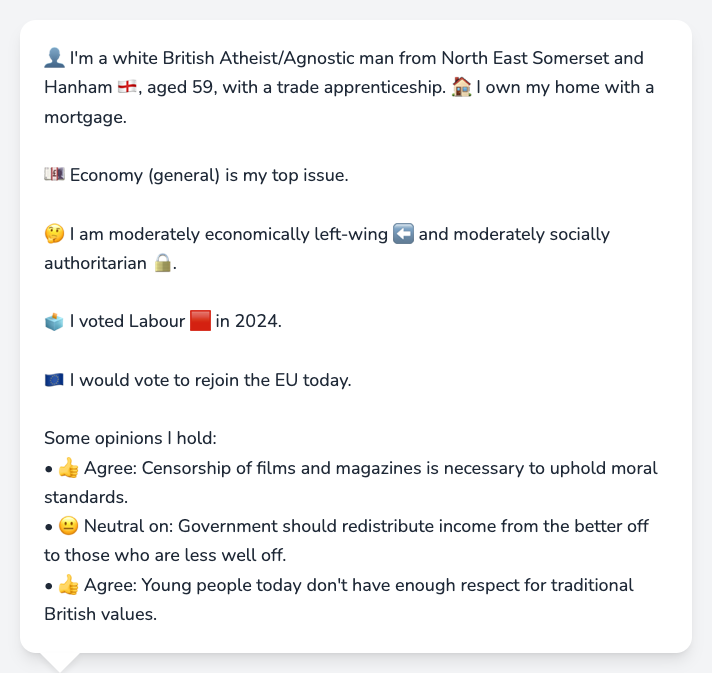 👤 I'm a white British Atheist/Agnostic man from North East Somerset and
Hanham 🏴󠁧󠁢󠁥󠁮󠁧󠁿, aged 59, with a trade apprenticeship. 🏠 I own my home with a
mortgage.
💷 Economy (general) is my top issue.
🤔 I am moderately economically left-wing ⬅️ and moderately socially
authoritarian 🔒.
🗳️ I voted Labour 🟥 in 2024.
🇪🇺 I would vote to rejoin the EU today.
Some opinions I hold:
• 👍 Agree: Censorship of films and magazines is necessary to uphold moral
standards.
• 😐 Neutral on: Government should redistribute income from the better off
to those who are less well off.
• 👍 Agree: Young people today don't have enough respect for traditional
British values.